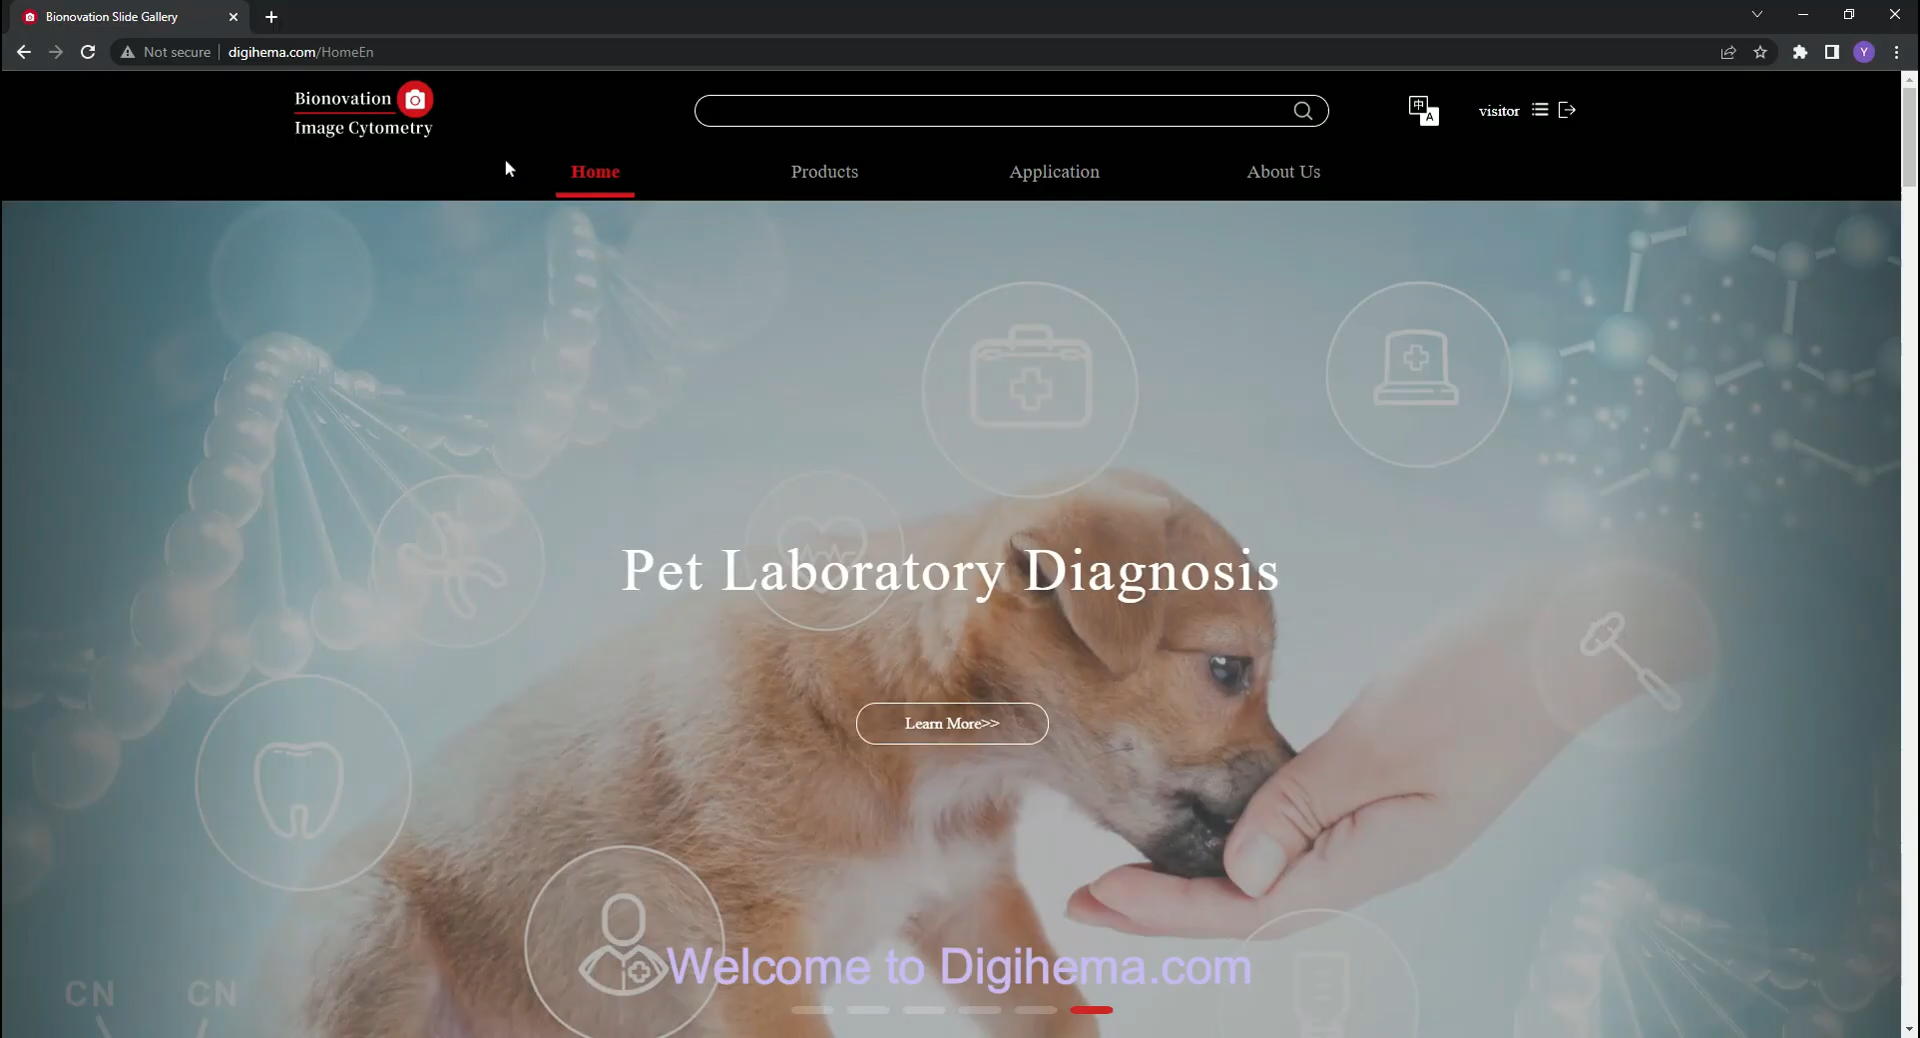 Bionovation Slide Gallery
Not secure
digihema.com/HomeEn
Y
Bionovation
Image Cytometry
中
A
visitor
Home
Products
Application
About Us
Pet Laboratory Diagnosis
Learn More>>
Welcome to Digihema.com
CN
CN